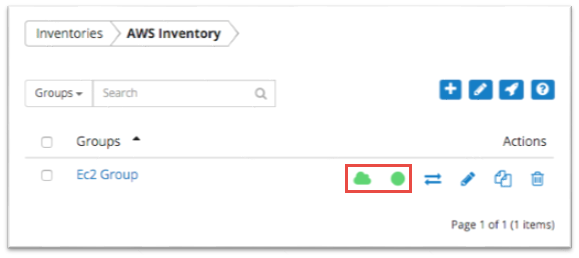 Inventories AWS Inventory
Groups Search
Groups Actions
Ec2 Group
Page 1 of 1 (1 items)